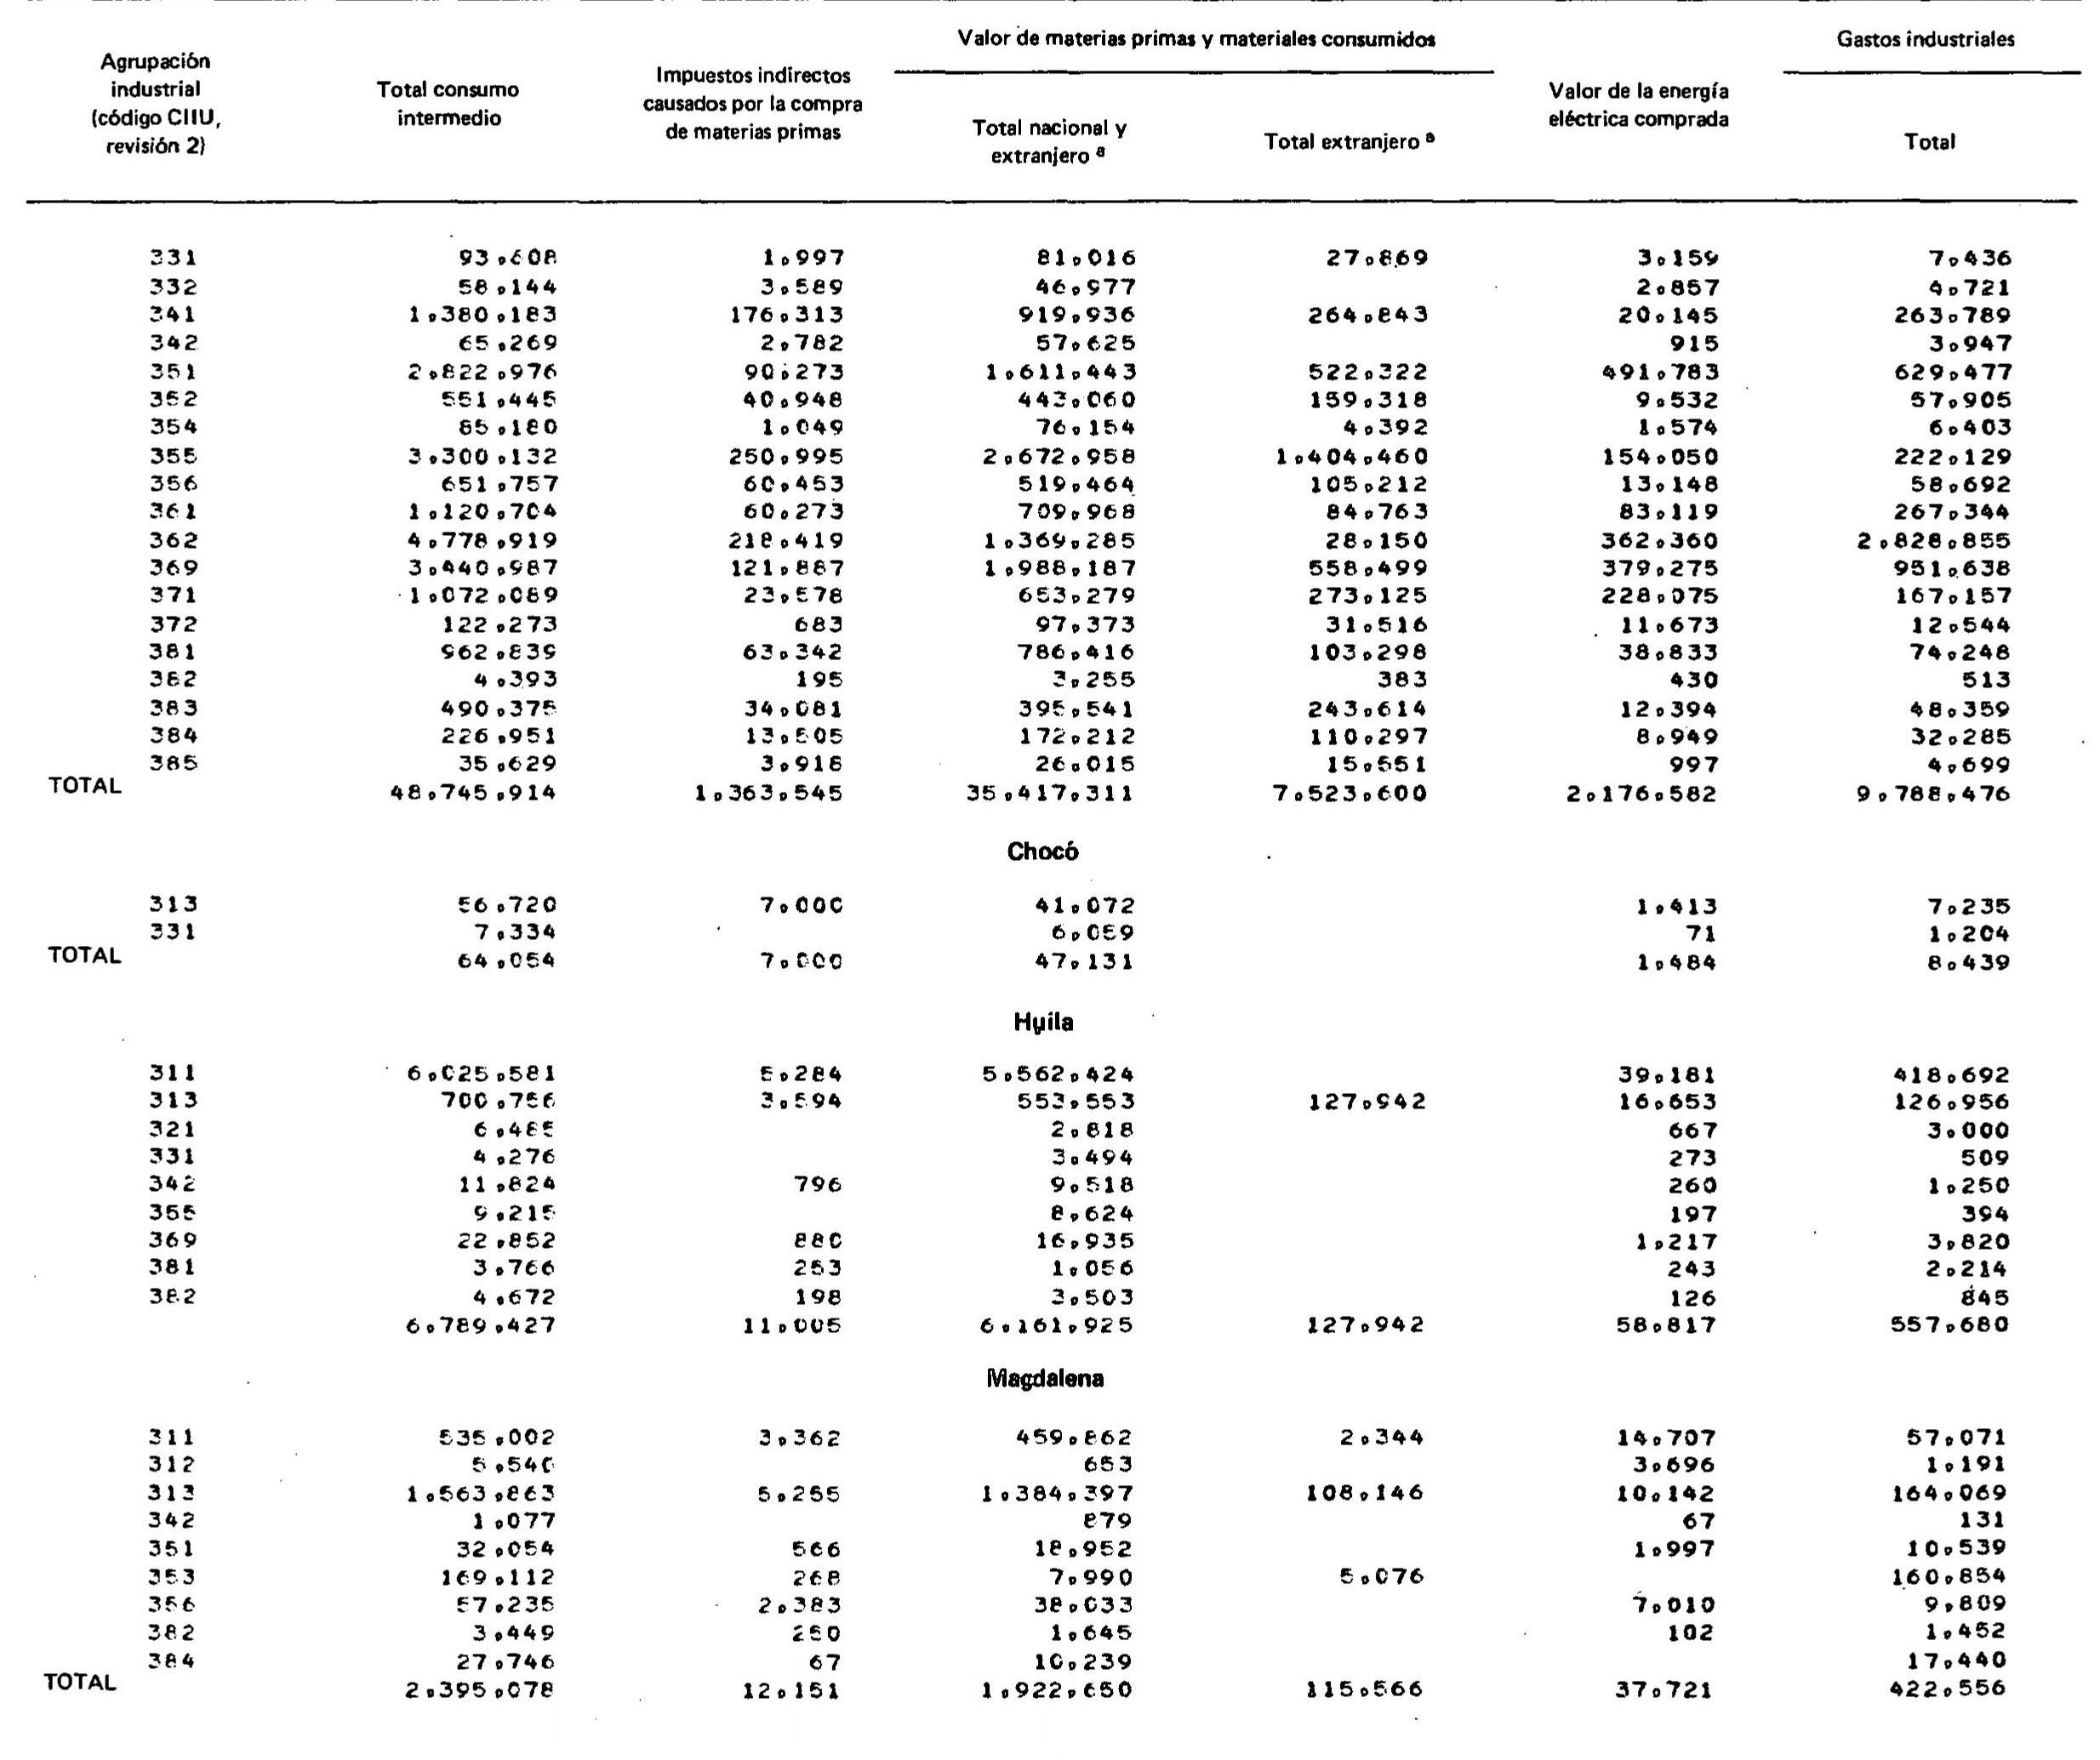 Valor de materias primas y materiales consumidos Gastos industriales
Agrupación
industrial Total consumo Impuestos indirectos Valor de la energía
(código CIIU, intermedio causados por la compra Total nacional y Total extranjero a eléctrica comprada Total
revisión 2) de materias primas extranjero a
331 93.608 1.997 81.016 27.869 3.159 7.436
332 58.144 3.589 46.977 2.857 4.721
341 1.380.183 176.313 919.936 264.843 20.145 263.789
342 65.269 2.782 57.625 915 3.947
351 2.822.976 90.273 1.611.443 522.322 491.783 629.477
352 551.445 40.948 443.060 159.318 9.532 57.905
354 85.180 1.049 76.154 4.392 1.574 6.403
355 3.300.132 250.995 2.672.958 1.404.460 154.050 222.129
356 651.757 60.453 519.464 105.212 13.148 58.692
361 1.120.704 60.273 709.968 84.763 83.119 267.344
362 4.778.919 218.419 1.369.285 28.150 362.360 2.828.855
369 3.440.987 121.887 1.988.187 558.499 379.275 951.638
371 1.072.089 23.578 653.279 273.125 228.075 167.157
372 122.273 683 97.373 31.516 11.673 12.544
381 962.839 63.342 786.416 103.298 38.833 74.248
382 4.393 195 3.255 383 430 513
383 490.375 34.081 395.541 243.614 12.394 48.359
384 226.951 13.505 172.212 110.297 8.949 32.285
385 35.629 3.918 26.015 15.551 997 4.699
TOTAL 48.745.914 1.363.545 35.417.311 7.523.600 2.176.582 9.788.476
Chocó
313 56.720 7.000 41.072 1.413 7.235
331 7.334 6.059 71 1.204
TOTAL 64.054 7.000 47.131 1.484 8.439
Huila
311 6.025.581 5.284 5.562.424 39.181 418.692
313 700.756 3.594 553.553 127.942 16.653 126.956
321 6.485 2.818 667 3.000
331 4.276 3.494 273 509
342 11.824 796 9.518 260 1.250
355 9.215 8.624 197 394
369 22.852 880 16.935 1.217 3.820
381 3.766 253 1.056 243 2.214
382 4.672 198 3.503 126 845
6.789.427 11.005 6.161.925 127.942 58.817 557.680
Magdalena
311 535.002 3.362 459.862 2.344 14.707 57.071
312 5.540 653 3.696 1.191
313 1.563.863 5.255 1.384.397 108.146 10.142 164.069
342 1.077 879 67 131
351 32.054 566 18.952 1.997 10.539
353 169.112 268 7.990 5.076 160.854
356 57.235 2.383 38.033 7.010 9.809
382 3.449 250 1.645 102 1.452
384 27.746 67 10.239 17.440
TOTAL 2.395.078 12.151 1.922.650 115.566 37.721 422.556